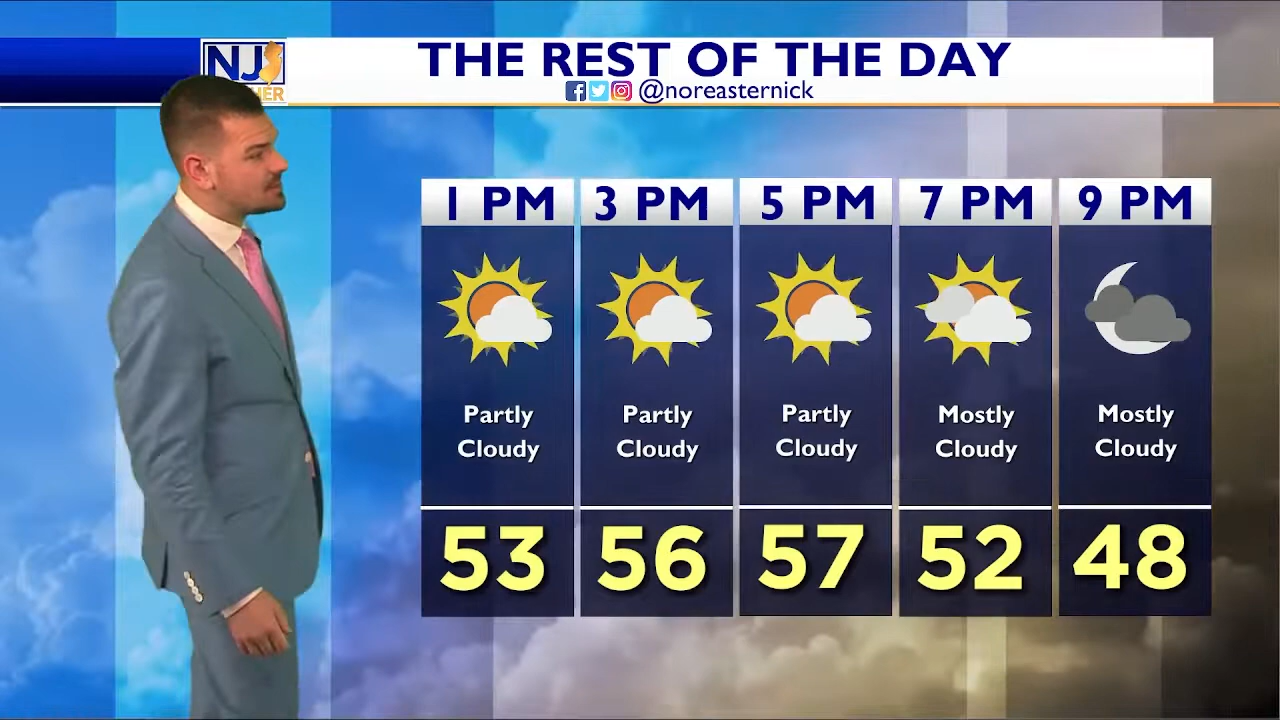 NJ
THE REST OF THE DAY
@noreasternick
1 PM 3 PM 5 PM 7 PM 9 PM
Partly Partly Partly Mostly Mostly
Cloudy Cloudy Cloudy Cloudy Cloudy
53 56 57 52 48